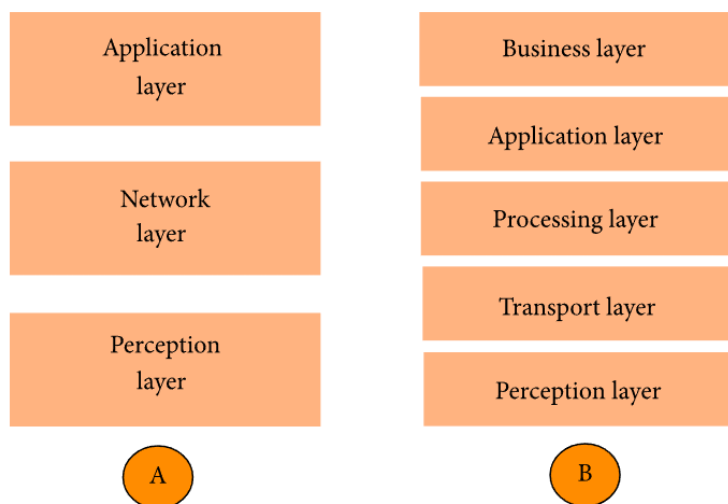 Application
layer
Network
layer
Perception
layer
A
Business layer
Application layer
Processing layer
Transport layer
Perception layer
B